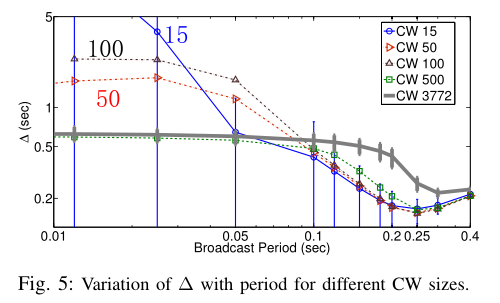 5
1
0.5
0.2
Δ (sec)
100
50
15
CW 15
CW 50
CW 100
CW 500
CW 3772
0.01 0.05 0.1 0.2 0.25 0.4
Broadcast Period (sec)
Fig. 5: Variation of Δ with period for different CW sizes.